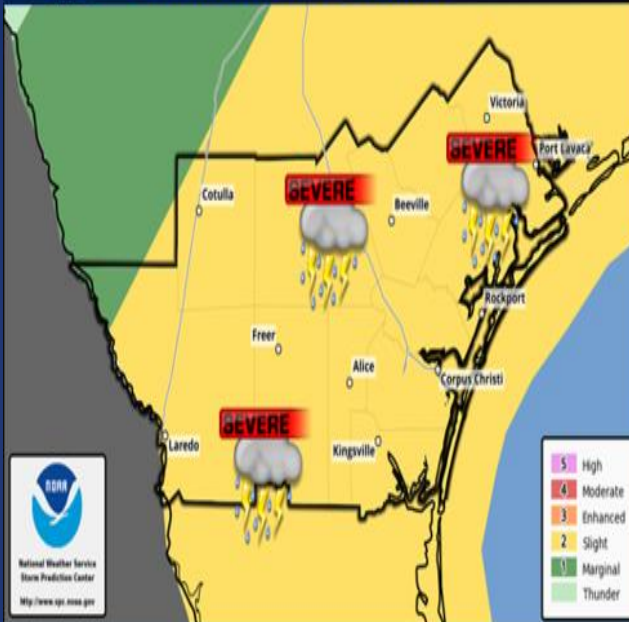 Victoria
SEVERE
Port Lavaca
SEVERE
Cotulla
Beeville
Rockport
Freer
Alice
Corpus Christi
SEVERE
Laredo
Kingsville
NOAA
National Weather Service
Storm Prediction Center
http://www.spc.noaa.gov
5 High
4 Moderate
3 Enhanced
2 Slight
1 Marginal
Thunder